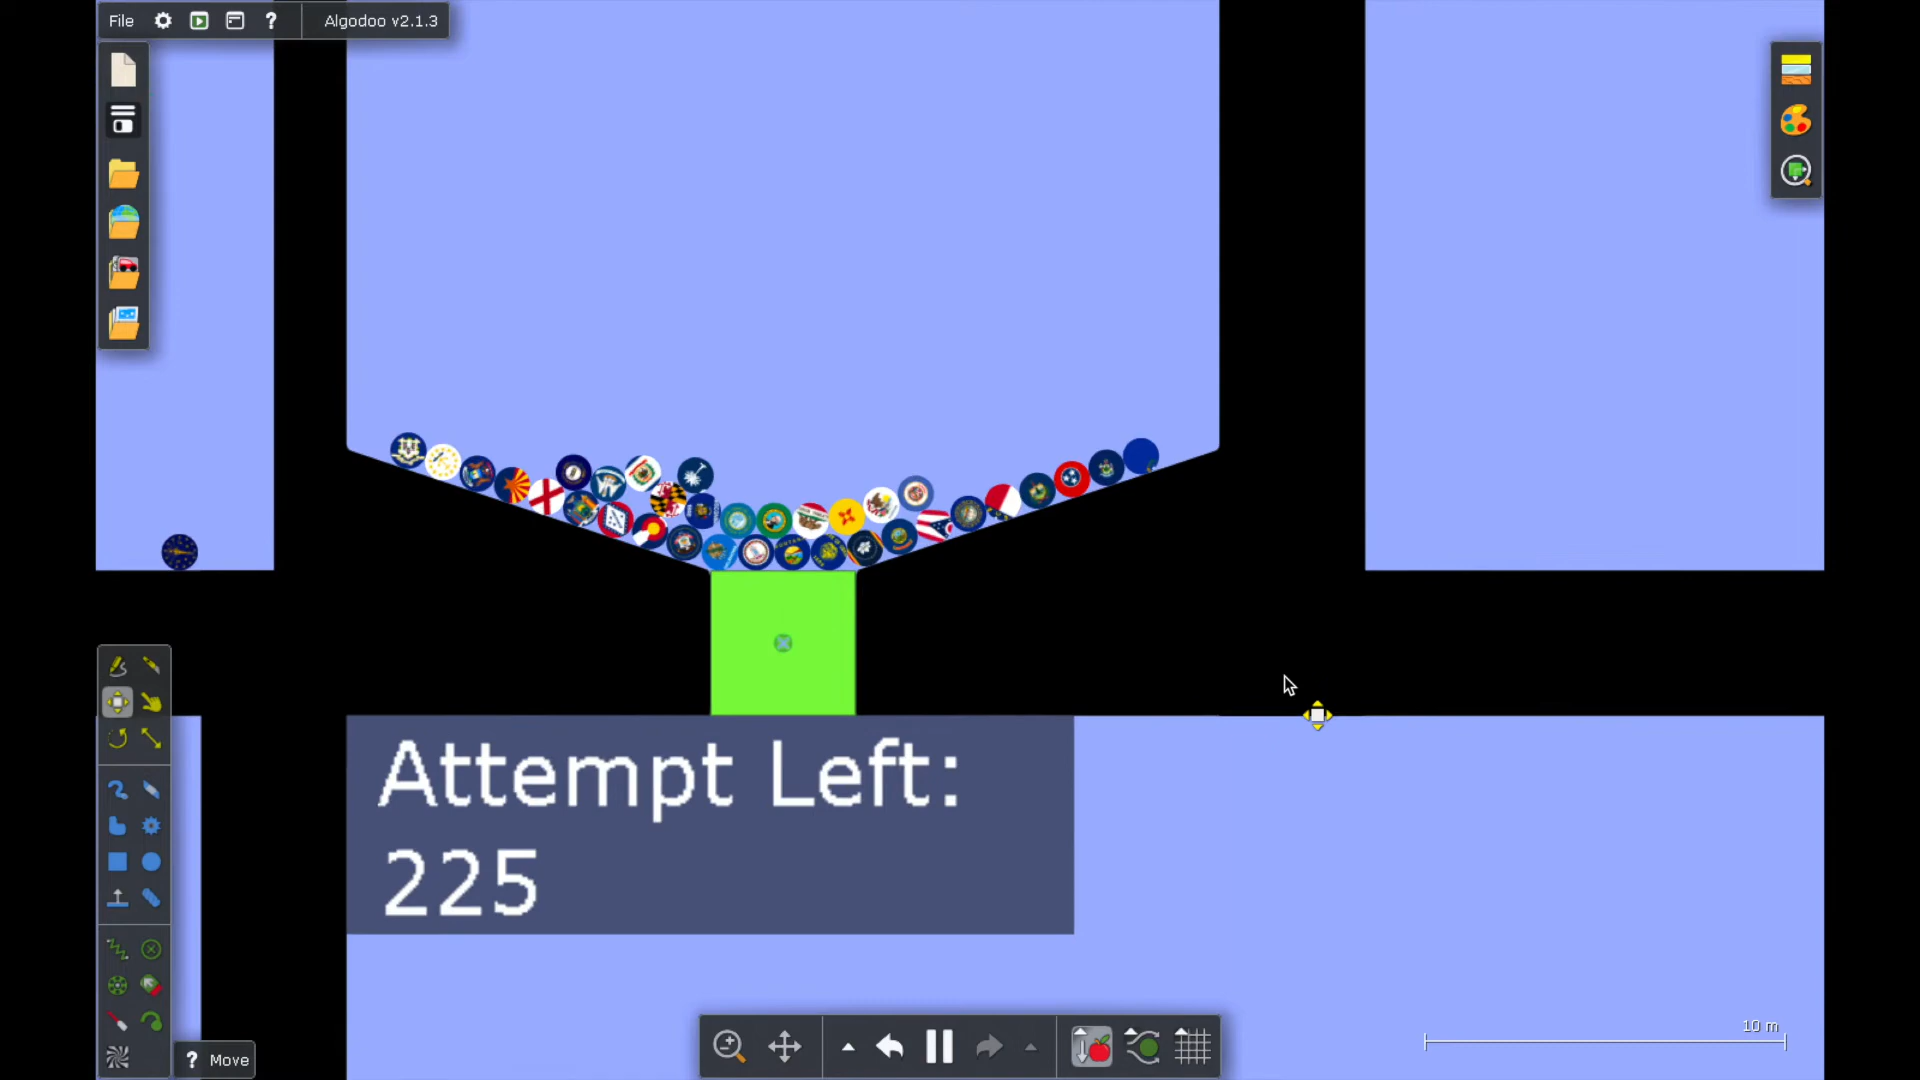 File
?
Algodoo v2.1.3
Attempt Left:
225
? Move
10 m